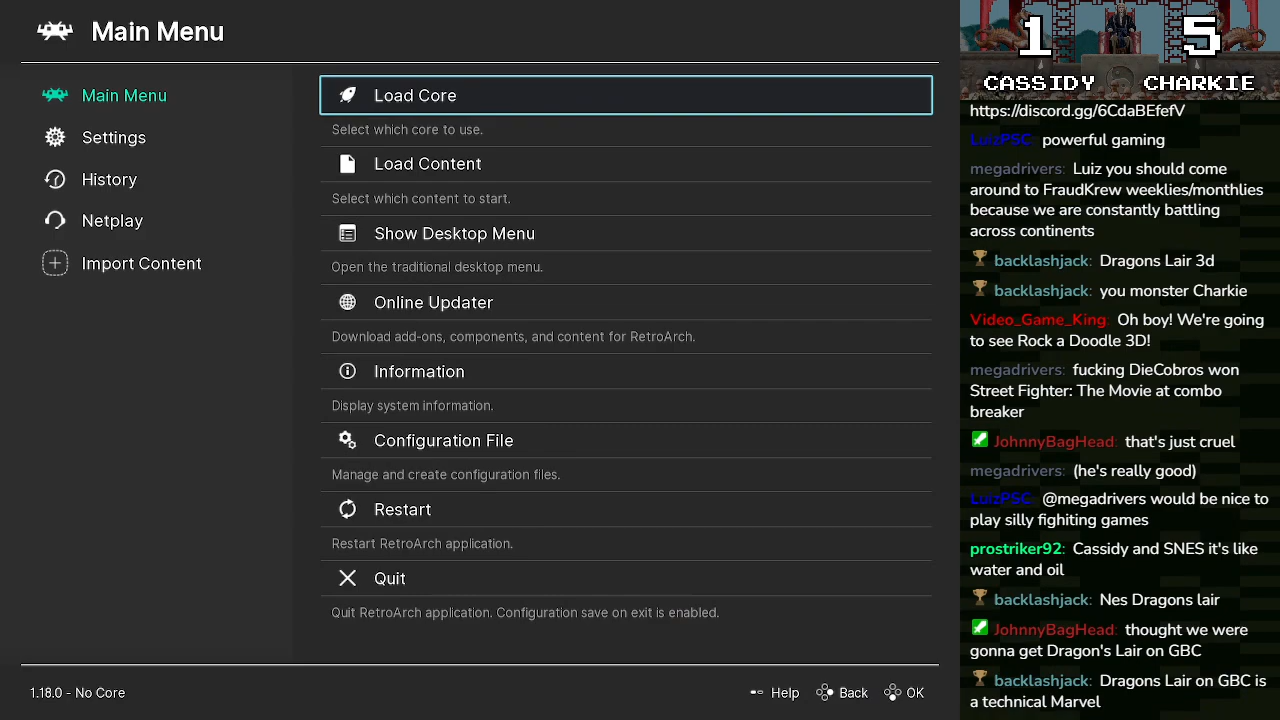 Main Menu
Main Menu
Settings
History
Netplay
Import Content
Load Core
Select which core to use.
Load Content
Select which content to start.
Show Desktop Menu
Open the traditional desktop menu.
Online Updater
Download add-ons, components, and content for RetroArch.
Information
Display system information.
Configuration File
Manage and create configuration files.
Restart
Restart RetroArch application.
Quit
Quit RetroArch application. Configuration save on exit is enabled.
1.18.0 - No Core
Help
Back
OK
1 5
CASSIDY CHARKIE
https://discord.gg/6CdaBEfefV
LuizPSC: powerful gaming
megadrivers: Luiz you should come
around to FraudKrew weeklies/monthlies
because we are constantly battling
across continents
backlashjack: Dragons Lair 3d
backlashjack: you monster Charkie
Video_Game_King: Oh boy! We're going
to see Rock a Doodle 3D!
megadrivers: fucking DieCobros won
Street Fighter: The Movie at combo
breaker
JohnnyBagHead: that's just cruel
megadrivers: (he's really good)
LuizPSC: @megadrivers would be nice to
play silly fighiting games
prostriker92: Cassidy and SNES it's like
water and oil
backlashjack: Nes Dragons lair
JohnnyBagHead: thought we were
gonna get Dragon's Lair on GBC
backlashjack: Dragons Lair on GBC is
a technical Marvel